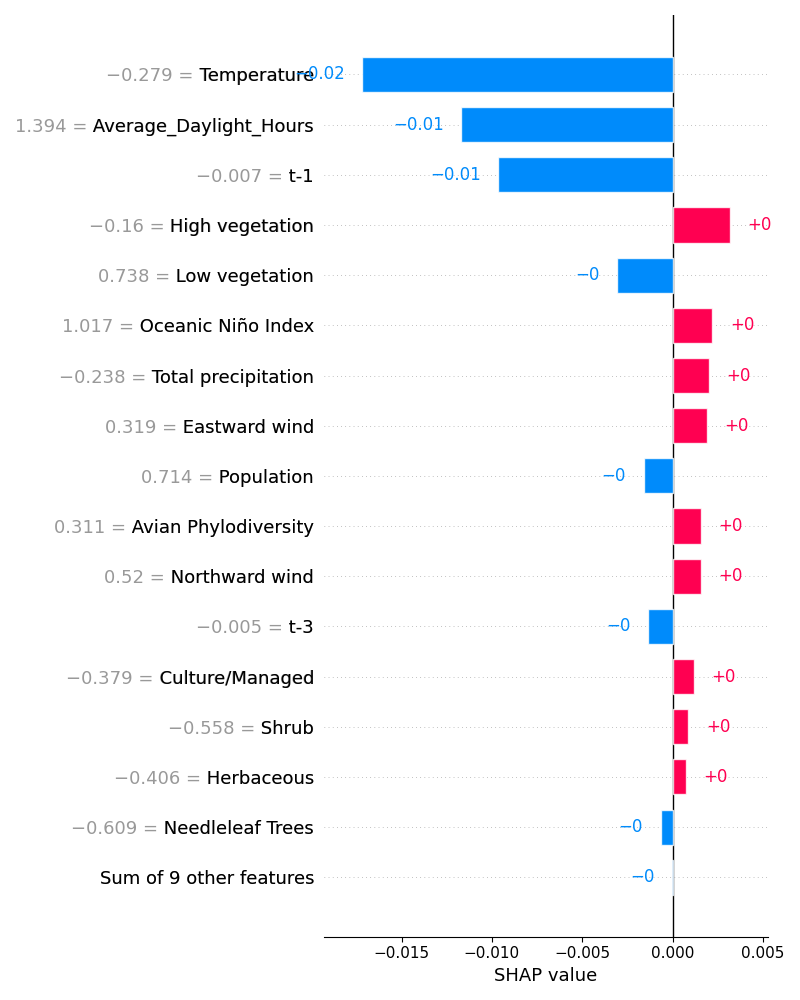 −0.279 = Temperature −0.02
1.394 = Average_Daylight_Hours −0.01
−0.007 = t-1 −0.01
−0.16 = High vegetation +0
0.738 = Low vegetation −0
1.017 = Oceanic Niño Index +0
−0.238 = Total precipitation +0
0.319 = Eastward wind +0
0.714 = Population −0
0.311 = Avian Phylodiversity +0
0.52 = Northward wind +0
−0.005 = t-3 −0
−0.379 = Culture/Managed +0
−0.558 = Shrub +0
−0.406 = Herbaceous +0
−0.609 = Needleleaf Trees −0
Sum of 9 other features −0
−0.015 −0.010 −0.005 0.000 0.005
SHAP value